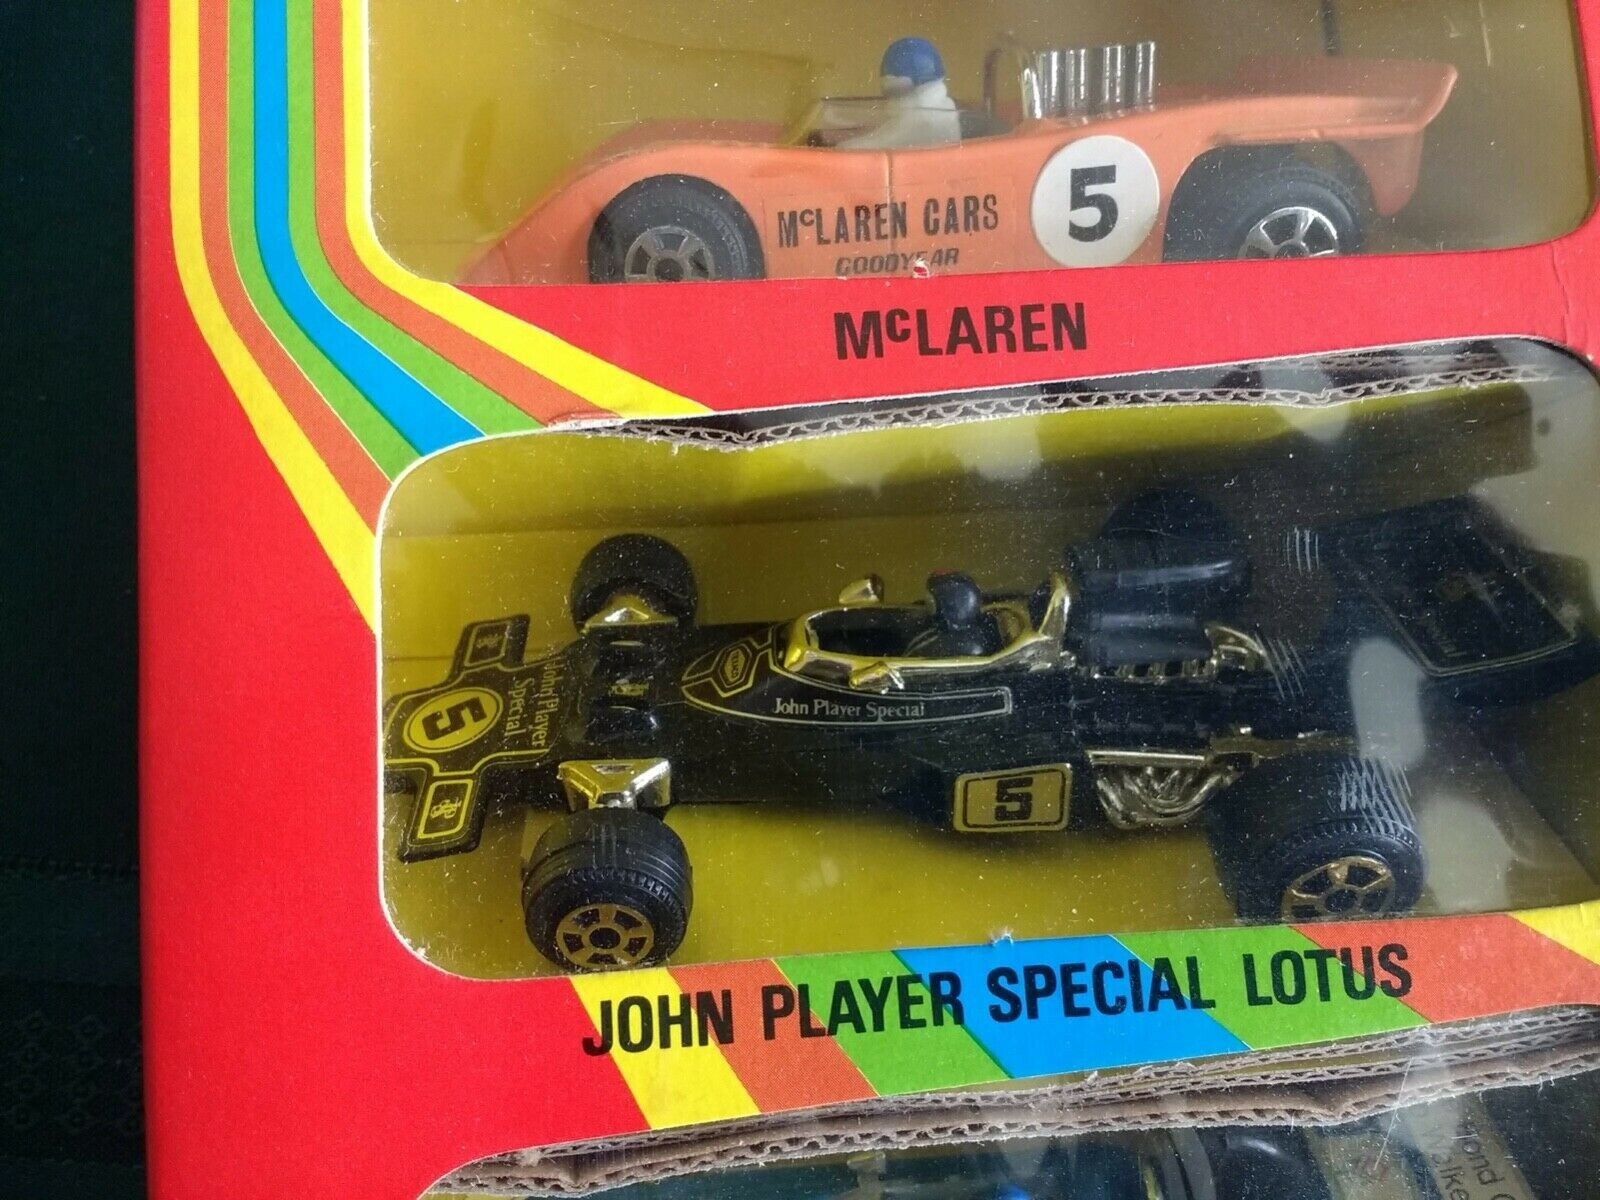 McLAREN CARS
GOODYEAR
5
McLAREN
John Player
Special
5
John Player Special
5
JOHN PLAYER SPECIAL LOTUS